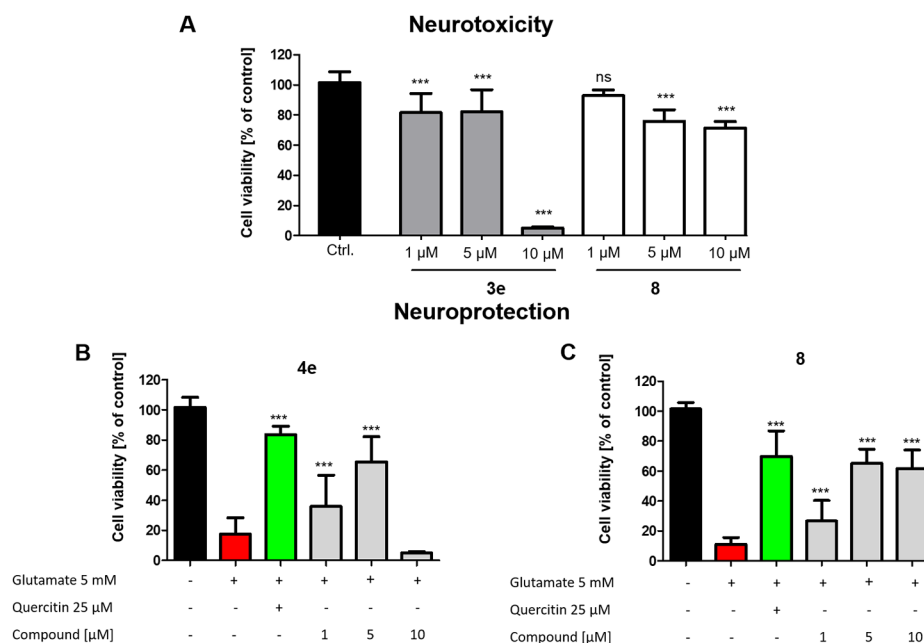 A
Neurotoxicity
Cell viability [% of control]
120
100
80
60
40
20
0
***
***
***
ns
***
***
Ctrl.
1 µM
5 µM
10 µM
1 µM
5 µM
10 µM
3e
8
Neuroprotection
B
4e
Cell viability [% of control]
120
100
80
60
40
20
0
***
***
***
Glutamate 5 mM - + + + + +
Quercitin 25 µM - - + - - -
Compound [µM] - - - 1 5 10
C
8
Cell viability [% of control]
120
100
80
60
40
20
0
***
***
***
***
Glutamate 5 mM - + + + + +
Quercitin 25 µM - - + - - -
Compound [µM] - - - 1 5 10